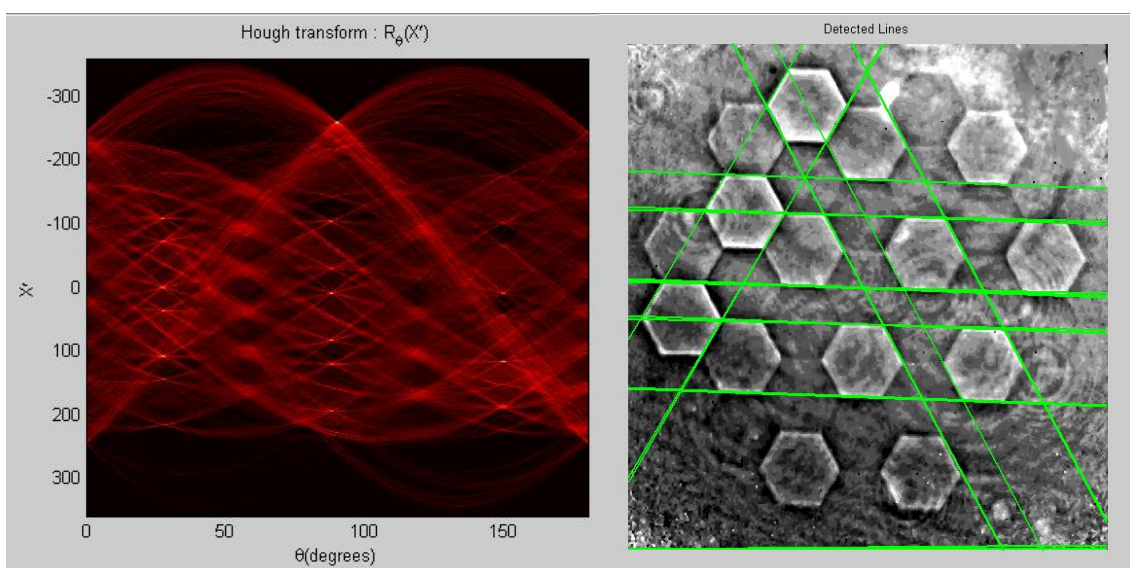 Hough transform : Rθ(X′)
-300
-200
-100
0
100
200
300
X′
0
50
100
150
θ(degrees)
Detected Lines